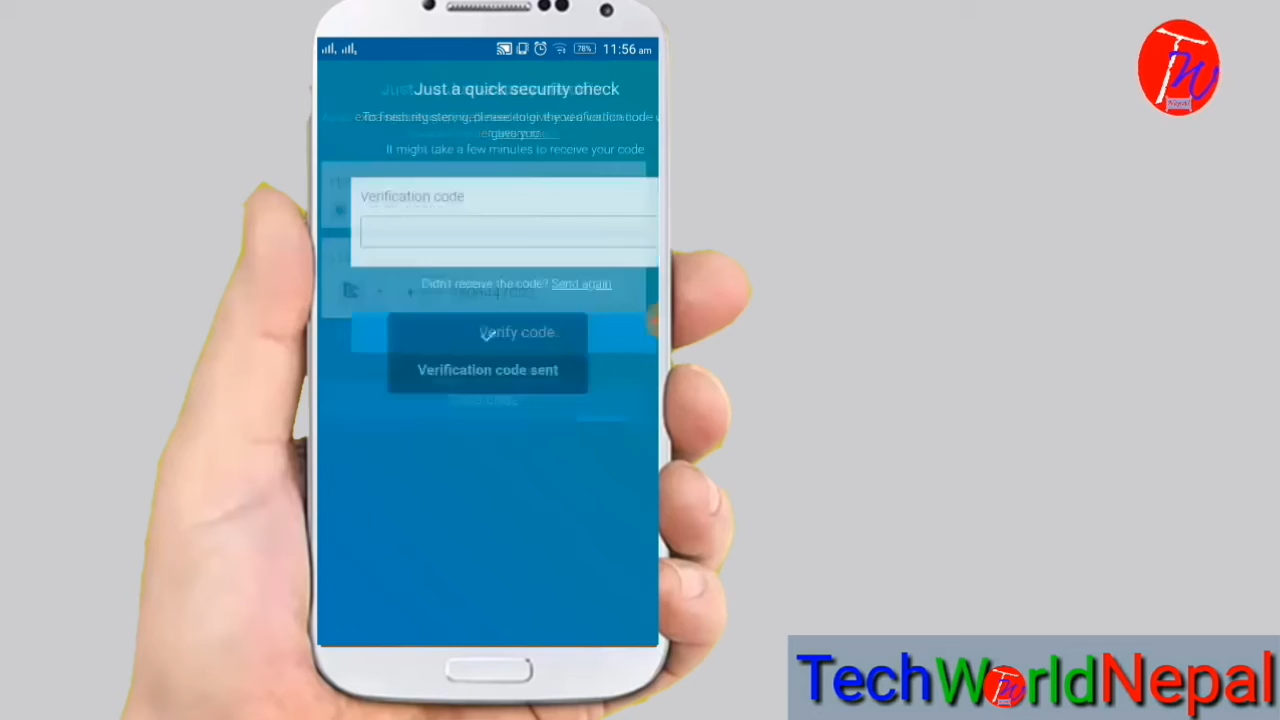 11:56 am
78%
Just a quick security check
It might take a few minutes to receive your code
Verification code
Didn't receive the code? Send again
Verify code
Verification code sent
TechWorldNepal